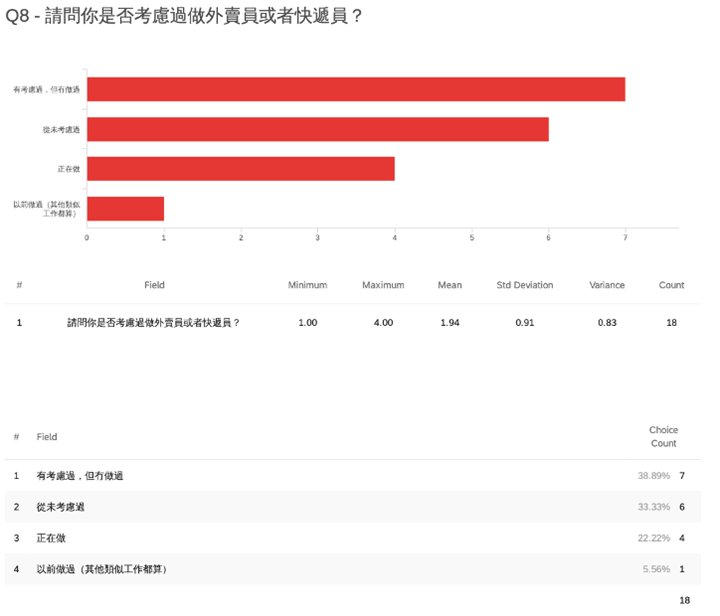 Q8 - 請問你是否考慮過做外賣員或者快遞員？
有考慮過，但冇做過
從未考慮過
正在做
以前做過（其他類似
工作都算）
0 1 2 3 4 5 6 7
# Field Minimum Maximum Mean Std Deviation Variance Count
1 請問你是否考慮過做外賣員或者快遞員？ 1.00 4.00 1.94 0.91 0.83 18
# Field Choice
Count
1 有考慮過，但冇做過 38.89% 7
2 從未考慮過 33.33% 6
3 正在做 22.22% 4
4 以前做過（其他類似工作都算） 5.56% 1
18